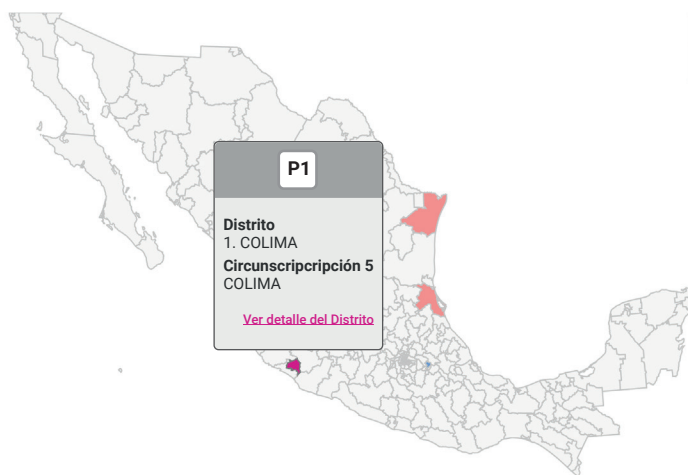 P1
Distrito
1. COLIMA
Circunscripcripción 5
COLIMA
Ver detalle del Distrito